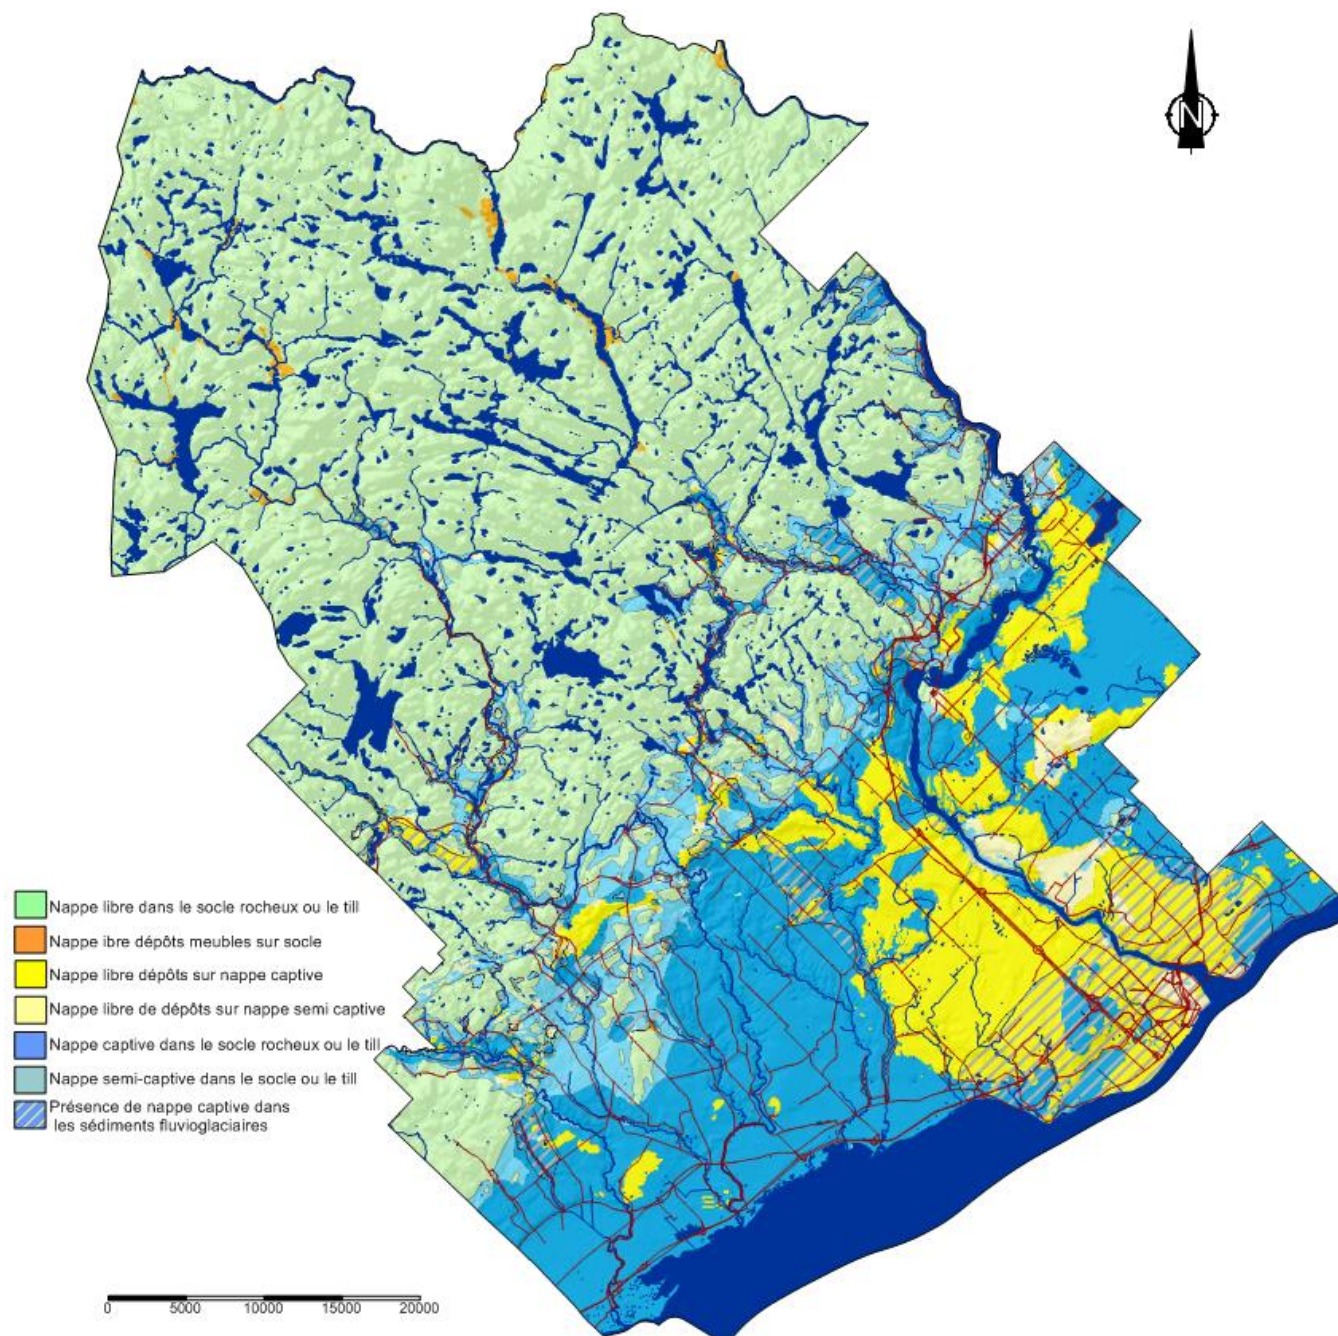 N
Nappe libre dans le socle rocheux ou le till
Nappe ibre dépôts meubles sur socle
Nappe libre dépôts sur nappe captive
Nappe libre de dépôts sur nappe semi captive
Nappe captive dans le socle rocheux ou le till
Nappe semi-captive dans le socle ou le till
Présence de nappe captive dans
les sédiments fluvioglaciaires
0 5000 10000 15000 20000